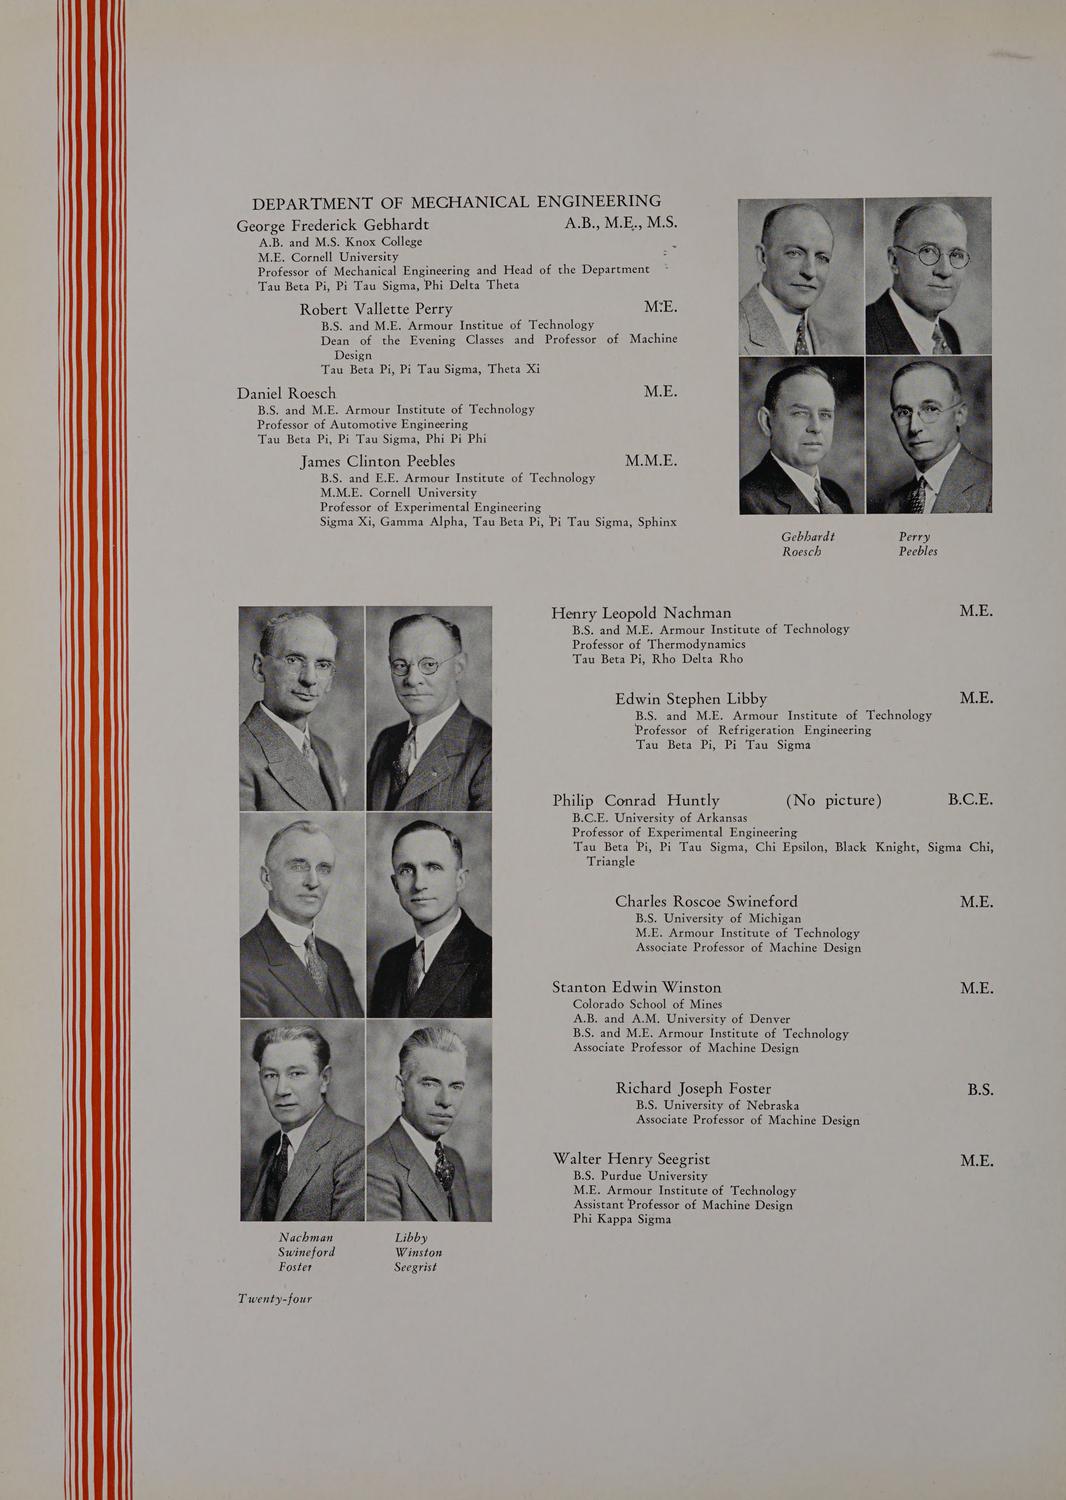 DEPARTMENT OF MECHANICAL ENGINEERING
George Frederick Gebhardt A.B., M.E., M.S.
A.B. and M.S. Knox College
M.E. Cornell University
Professor of Mechanical Engineering and Head of the Department
Tau Beta Pi, Pi Tau Sigma, Phi Delta Theta
Robert Vallette Perry M.E.
B.S. and M.E. Armour Institue of Technology
Dean of the Evening Classes and Professor of Machine
Design
Tau Beta Pi, Pi Tau Sigma, Theta Xi
Daniel Roesch M.E.
B.S. and M.E. Armour Institute of Technology
Professor of Automotive Engineering
Tau Beta Pi, Pi Tau Sigma, Phi Pi Phi
James Clinton Peebles M.M.E.
B.S. and E.E. Armour Institute of Technology
M.M.E. Cornell University
Professor of Experimental Engineering
Sigma Xi, Gamma Alpha, Tau Beta Pi, Pi Tau Sigma, Sphinx
Gebhardt Perry
Roesch Peebles
Henry Leopold Nachman M.E.
B.S. and M.E. Armour Institute of Technology
Professor of Thermodynamics
Tau Beta Pi, Rho Delta Rho
Edwin Stephen Libby M.E.
B.S. and M.E. Armour Institute of Technology
Professor of Refrigeration Engineering
Tau Beta Pi, Pi Tau Sigma
Philip Conrad Huntly (No picture) B.C.E.
B.C.E. University of Arkansas
Professor of Experimental Engineering
Tau Beta Pi, Pi Tau Sigma, Chi Epsilon, Black Knight, Sigma Chi,
Triangle
Charles Roscoe Swineford M.E.
B.S. University of Michigan
M.E. Armour Institute of Technology
Associate Professor of Machine Design
Stanton Edwin Winston M.E.
Colorado School of Mines
A.B. and A.M. University of Denver
B.S. and M.E. Armour Institute of Technology
Associate Professor of Machine Design
Richard Joseph Foster B.S.
B.S. University of Nebraska
Associate Professor of Machine Design
Walter Henry Seegrist M.E.
B.S. Purdue University
M.E. Armour Institute of Technology
Assistant Professor of Machine Design
Phi Kappa Sigma
Nachman Libby
Swineford Winston
Foster Seegrist
Twenty-four